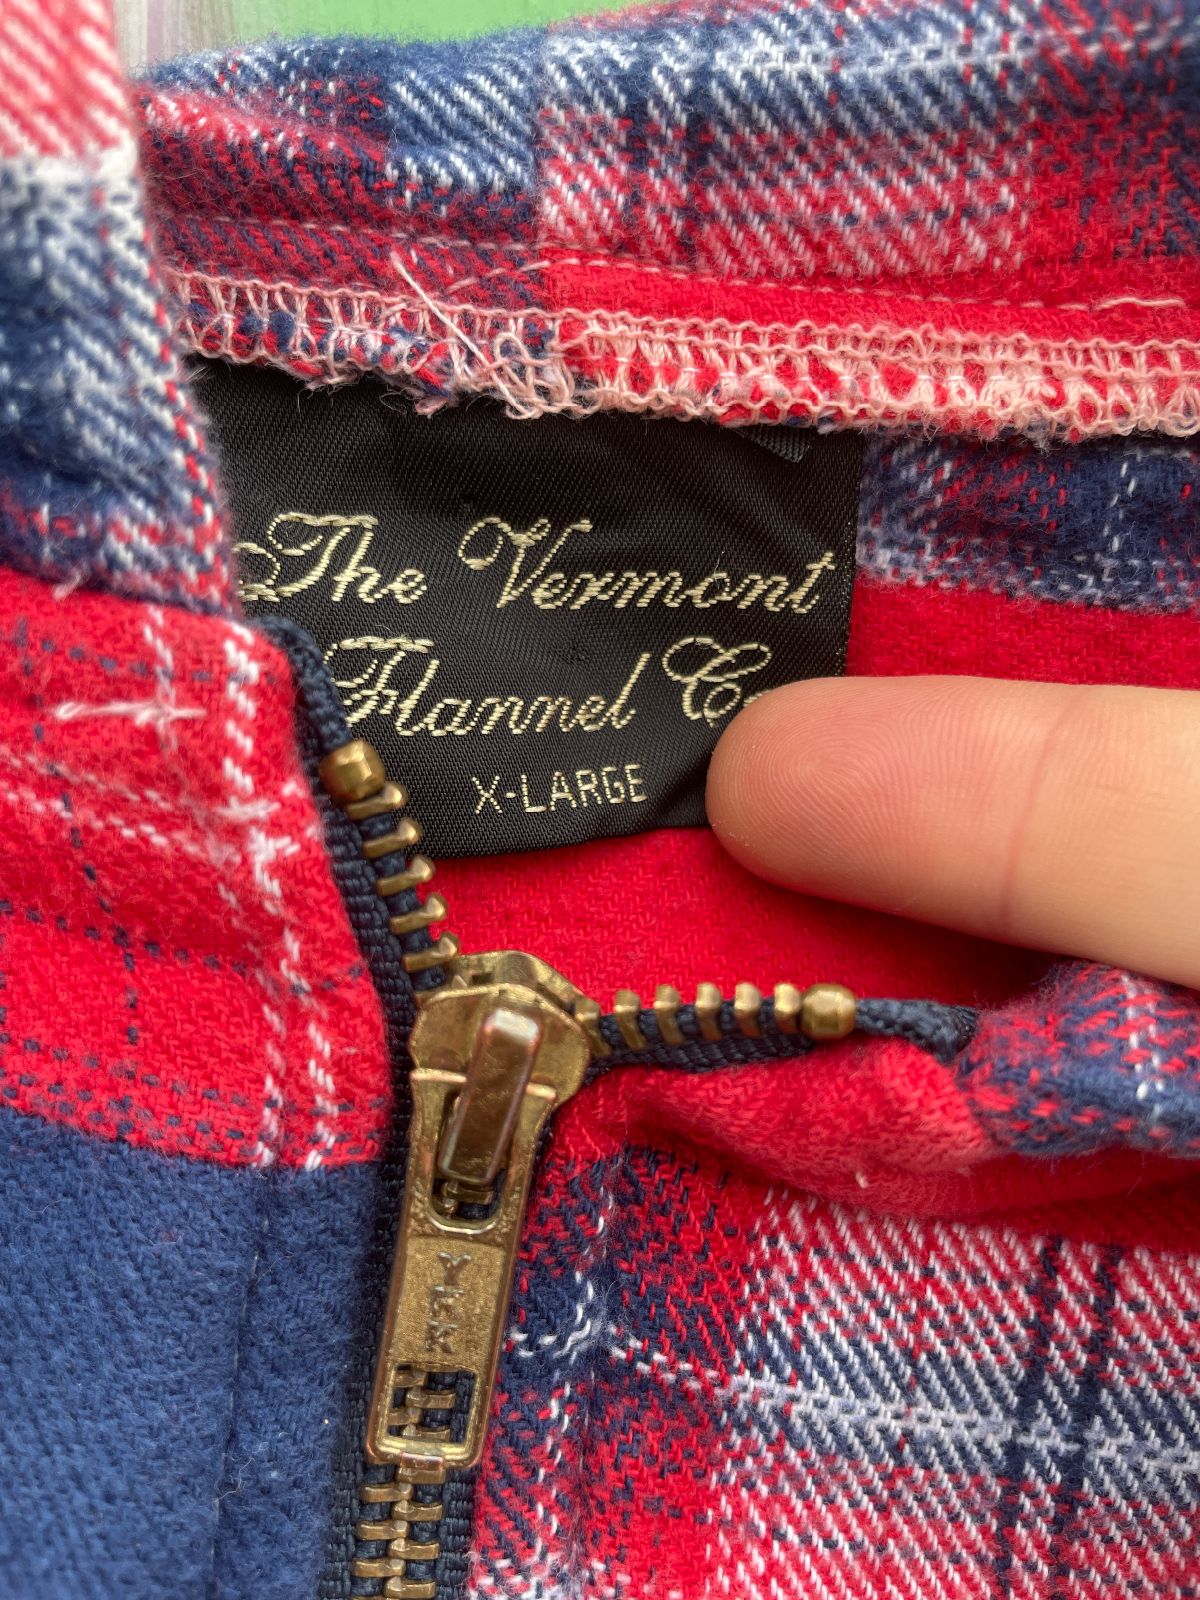 The Vermont
Flannel Co
X-LARGE
YKK